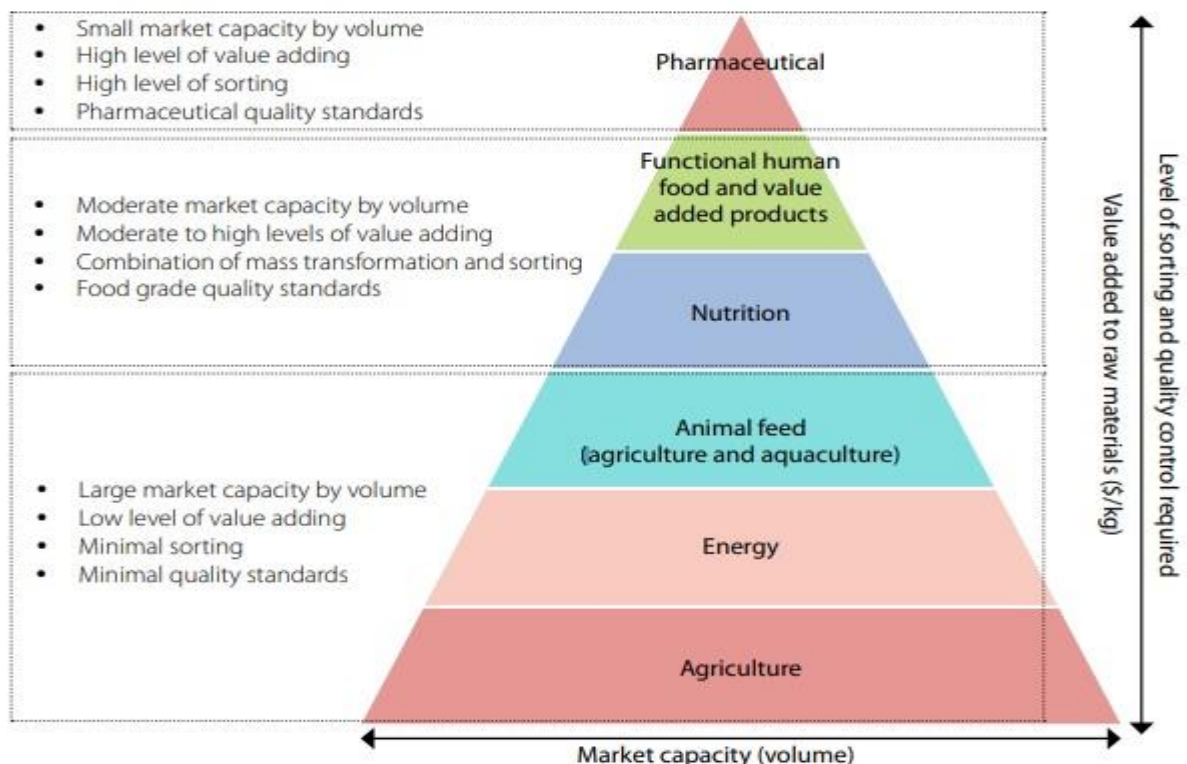 • Small market capacity by volume
• High level of value adding
• High level of sorting
• Pharmaceutical quality standards
Pharmaceutical
• Moderate market capacity by volume
• Moderate to high levels of value adding
• Combination of mass transformation and sorting
• Food grade quality standards
Functional human
food and value
added products
Nutrition
• Large market capacity by volume
• Low level of value adding
• Minimal sorting
• Minimal quality standards
Animal feed
(agriculture and aquaculture)
Energy
Agriculture
Value added to raw materials ($/kg)
Level of sorting and quality control required
Market capacity (volume)